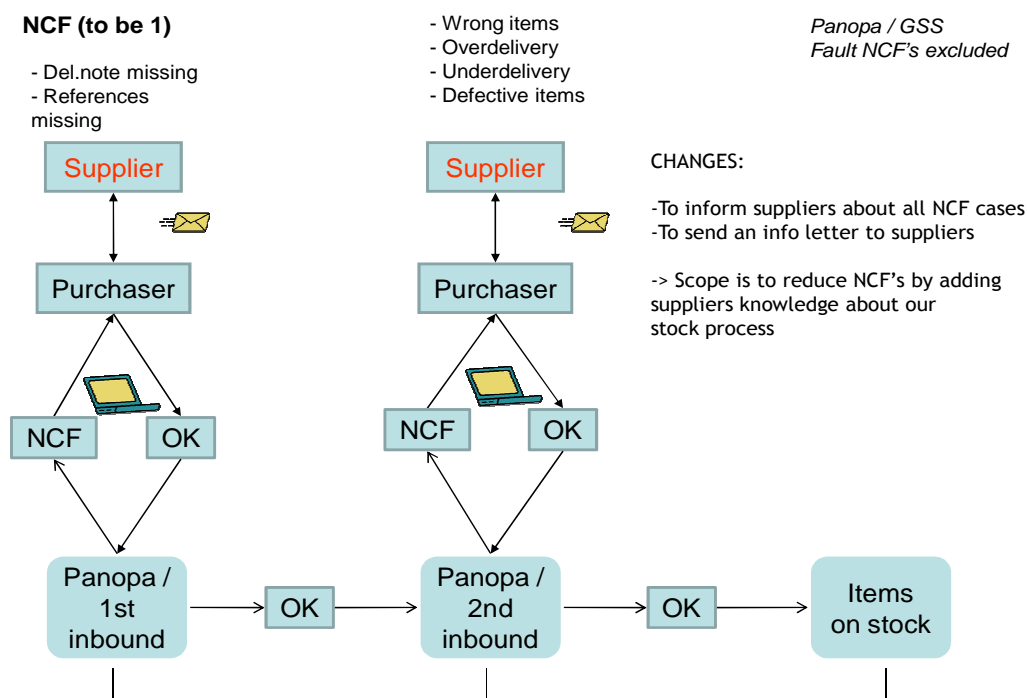 NCF (to be 1)
- Del.note missing
- References
missing
- Wrong items
- Overdelivery
- Underdelivery
- Defective items
Panopa / GSS
Fault NCF's excluded
Supplier
Supplier
CHANGES:
-To inform suppliers about all NCF cases
-To send an info letter to suppliers
-> Scope is to reduce NCF's by adding
suppliers knowledge about our
stock process
Purchaser
Purchaser
NCF
OK
NCF
OK
Panopa /
1st
inbound
OK
Panopa /
2nd
inbound
OK
Items
on stock